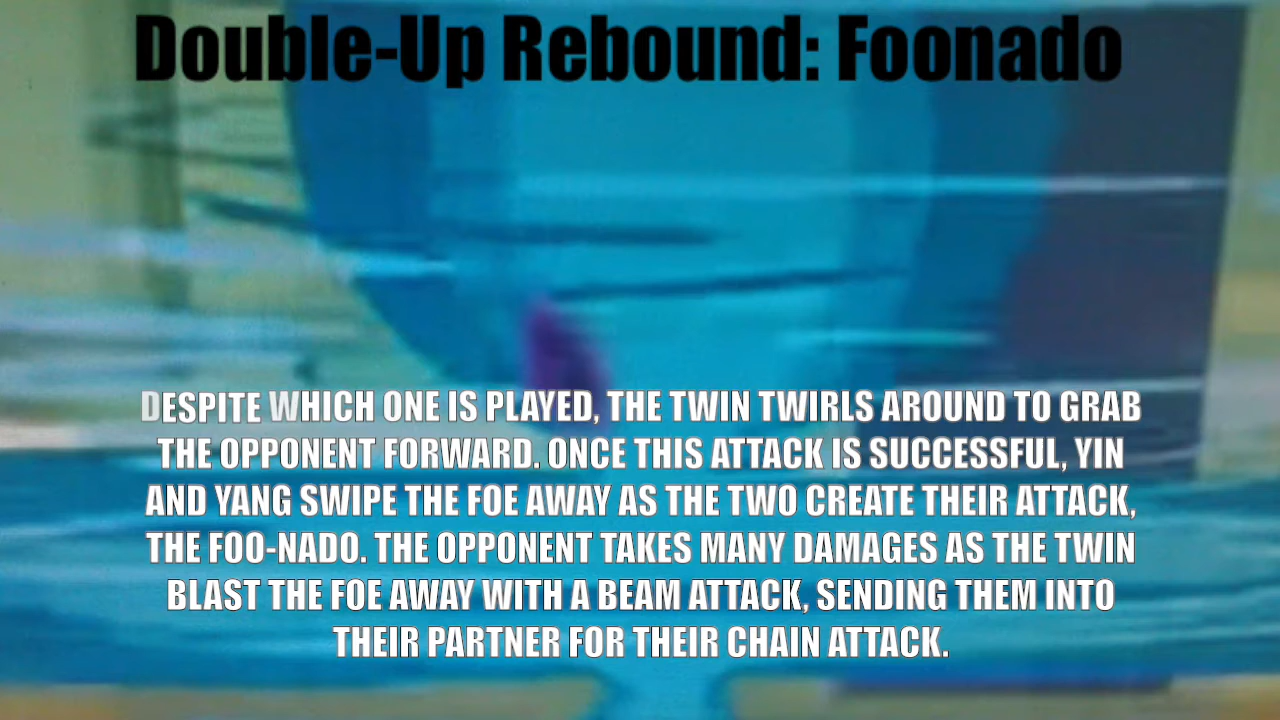 Double-Up Rebound: Foonado
DESPITE WHICH ONE IS PLAYED, THE TWIN TWIRLS AROUND TO GRAB
THE OPPONENT FORWARD. ONCE THIS ATTACK IS SUCCESSFUL, YIN
AND YANG SWIPE THE FOE AWAY AS THE TWO CREATE THEIR ATTACK,
THE FOO-NADO. THE OPPONENT TAKES MANY DAMAGES AS THE TWIN
BLAST THE FOE AWAY WITH A BEAM ATTACK, SENDING THEM INTO
THEIR PARTNER FOR THEIR CHAIN ATTACK.